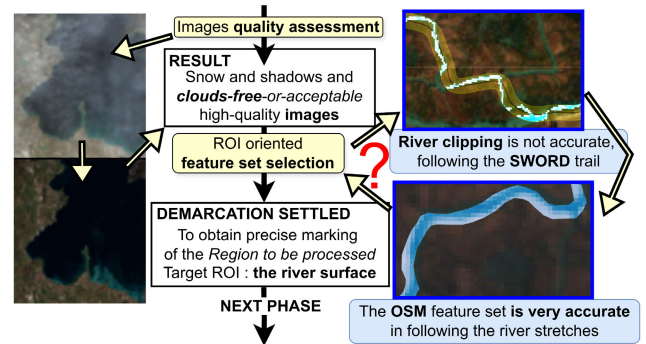 Images quality assessment
RESULT
Snow and shadows and
clouds-free-or-acceptable
high-quality images
ROI oriented
feature set selection
?
River clipping is not accurate,
following the SWORD trail
DEMARCATION SETTLED
To obtain precise marking
of the Region to be processed
Target ROI : the river surface
The OSM feature set is very accurate
in following the river stretches
NEXT PHASE